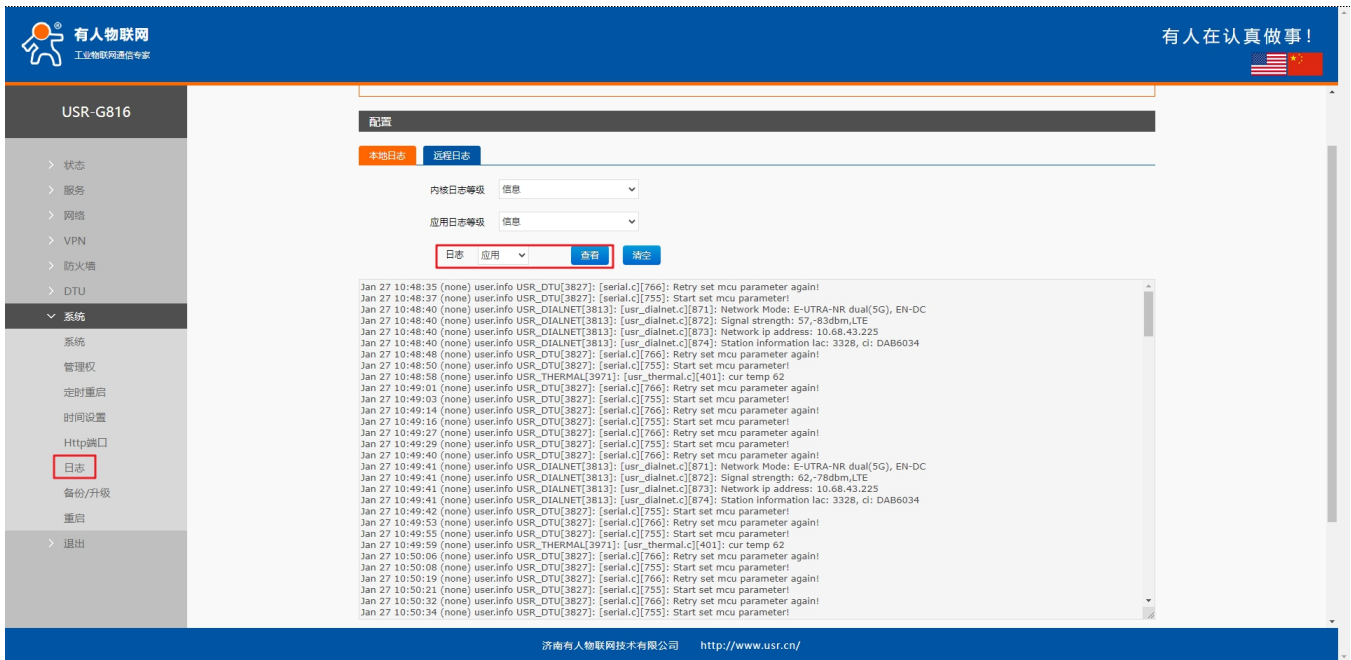 有人物联网
工业物联网通信专家
有人在认真做事！
USR-G816
状态
服务
网络
VPN
防火墙
DTU
系统
系统
管理权
定时重启
时间设置
Http端口
日志
备份/升级
重启
退出
配置
本地日志 远程日志
内核日志等级 信息
应用日志等级 信息
日志 应用 查看 清空
Jan 27 10:48:35 (none) user.info USR_DTU[3827]: [serial.c][766]: Retry set mcu parameter again!
Jan 27 10:48:37 (none) user.info USR_DTU[3827]: [serial.c][755]: Start set mcu parameter!
Jan 27 10:48:40 (none) user.info USR_DIALNET[3813]: [usr_dialnet.c][871]: Network Mode: E-UTRA-NR dual(5G), EN-DC
Jan 27 10:48:40 (none) user.info USR_DIALNET[3813]: [usr_dialnet.c][872]: Signal strength: 57,-83dbm,LTE
Jan 27 10:48:40 (none) user.info USR_DIALNET[3813]: [usr_dialnet.c][873]: Network ip address: 10.68.43.225
Jan 27 10:48:40 (none) user.info USR_DIALNET[3813]: [usr_dialnet.c][874]: Station information lac: 3328, ci: DAB6034
Jan 27 10:48:48 (none) user.info USR_DTU[3827]: [serial.c][766]: Retry set mcu parameter again!
Jan 27 10:48:50 (none) user.info USR_DTU[3827]: [serial.c][755]: Start set mcu parameter!
Jan 27 10:48:58 (none) user.info USR_THERMAL[3971]: [usr_thermal.c][401]: cur temp 62
Jan 27 10:49:01 (none) user.info USR_DTU[3827]: [serial.c][766]: Retry set mcu parameter again!
Jan 27 10:49:03 (none) user.info USR_DTU[3827]: [serial.c][755]: Start set mcu parameter!
Jan 27 10:49:14 (none) user.info USR_DTU[3827]: [serial.c][766]: Retry set mcu parameter again!
Jan 27 10:49:16 (none) user.info USR_DTU[3827]: [serial.c][755]: Start set mcu parameter!
Jan 27 10:49:27 (none) user.info USR_DTU[3827]: [serial.c][766]: Retry set mcu parameter again!
Jan 27 10:49:29 (none) user.info USR_DTU[3827]: [serial.c][755]: Start set mcu parameter!
Jan 27 10:49:40 (none) user.info USR_DTU[3827]: [serial.c][766]: Retry set mcu parameter again!
Jan 27 10:49:41 (none) user.info USR_DIALNET[3813]: [usr_dialnet.c][871]: Network Mode: E-UTRA-NR dual(5G), EN-DC
Jan 27 10:49:41 (none) user.info USR_DIALNET[3813]: [usr_dialnet.c][872]: Signal strength: 62,-78dbm,LTE
Jan 27 10:49:41 (none) user.info USR_DIALNET[3813]: [usr_dialnet.c][873]: Network ip address: 10.68.43.225
Jan 27 10:49:41 (none) user.info USR_DIALNET[3813]: [usr_dialnet.c][874]: Station information lac: 3328, ci: DAB6034
Jan 27 10:49:42 (none) user.info USR_DTU[3827]: [serial.c][755]: Start set mcu parameter!
Jan 27 10:49:53 (none) user.info USR_DTU[3827]: [serial.c][766]: Retry set mcu parameter again!
Jan 27 10:49:55 (none) user.info USR_DTU[3827]: [serial.c][755]: Start set mcu parameter!
Jan 27 10:49:59 (none) user.info USR_THERMAL[3971]: [usr_thermal.c][401]: cur temp 62
Jan 27 10:50:06 (none) user.info USR_DTU[3827]: [serial.c][766]: Retry set mcu parameter again!
Jan 27 10:50:08 (none) user.info USR_DTU[3827]: [serial.c][755]: Start set mcu parameter!
Jan 27 10:50:19 (none) user.info USR_DTU[3827]: [serial.c][766]: Retry set mcu parameter again!
Jan 27 10:50:21 (none) user.info USR_DTU[3827]: [serial.c][755]: Start set mcu parameter!
Jan 27 10:50:32 (none) user.info USR_DTU[3827]: [serial.c][766]: Retry set mcu parameter again!
Jan 27 10:50:34 (none) user.info USR_DTU[3827]: [serial.c][755]: Start set mcu parameter!
济南有人物联网技术有限公司 http://www.usr.cn/